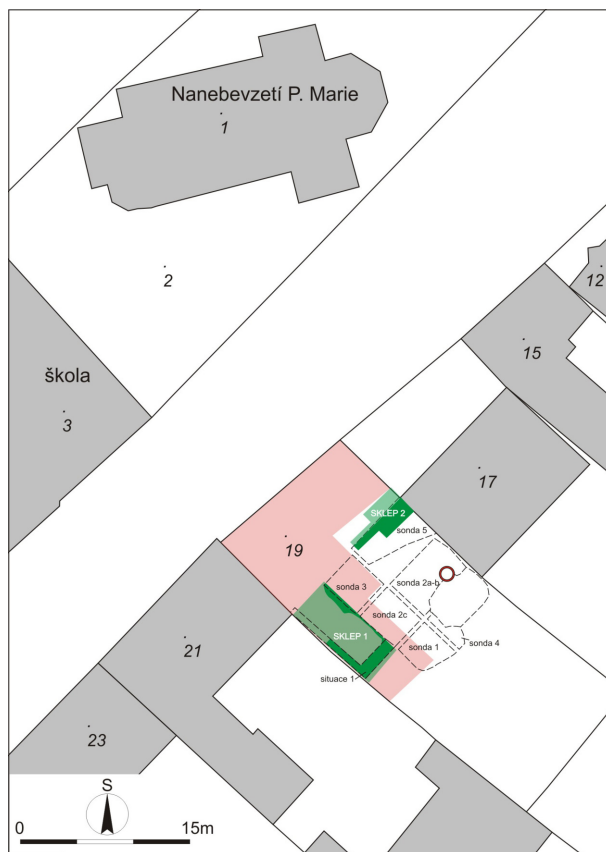 Nanebevzetí P. Marie
1
2
12
15
škola
3
17
SKLEP 2
sonda 5
19
sonda 3
sonda 2a-b
sonda 2c
SKLEP 1
sonda 1
sonda 4
21
situace 1
23
S
0 15m